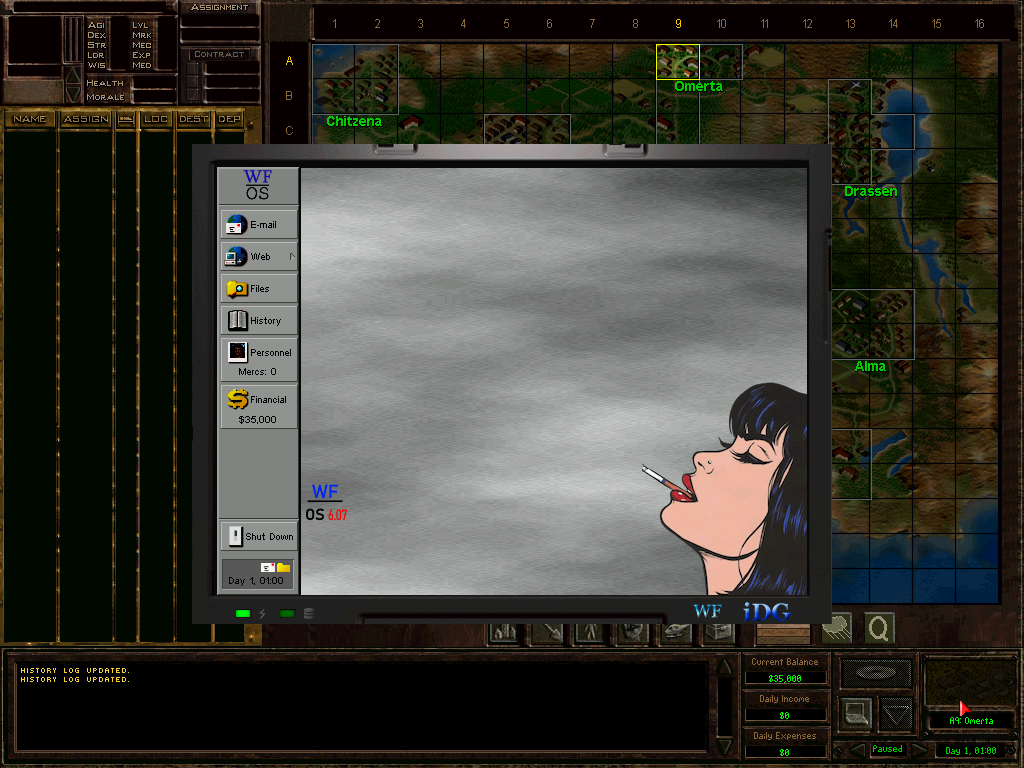 ASSIGNMENT
AGI LVL
DEX MRK
STR MEC
LDR EXP
WIS MED
CONTRACT
HEALTH
MORALE
NAME ASSIGN LOC DEST DEP
1 2 3 4 5 6 7 8 9 10 11 12 13 14 15 16
A
B
C
Omerta
Chitzena
Drassen
Alma
WF
OS
E-mail
Web
Files
History
Personnel
Mercs: 0
Financial
$35,000
Shut Down
Day 1, 01:00
WF
OS 6.07
WF iDG
Q
HISTORY LOG UPDATED.
HISTORY LOG UPDATED.
Current Balance
$35,000
Daily Income
$0
Daily Expenses
$0
A9: Omerta
Paused
Day 1, 01:00